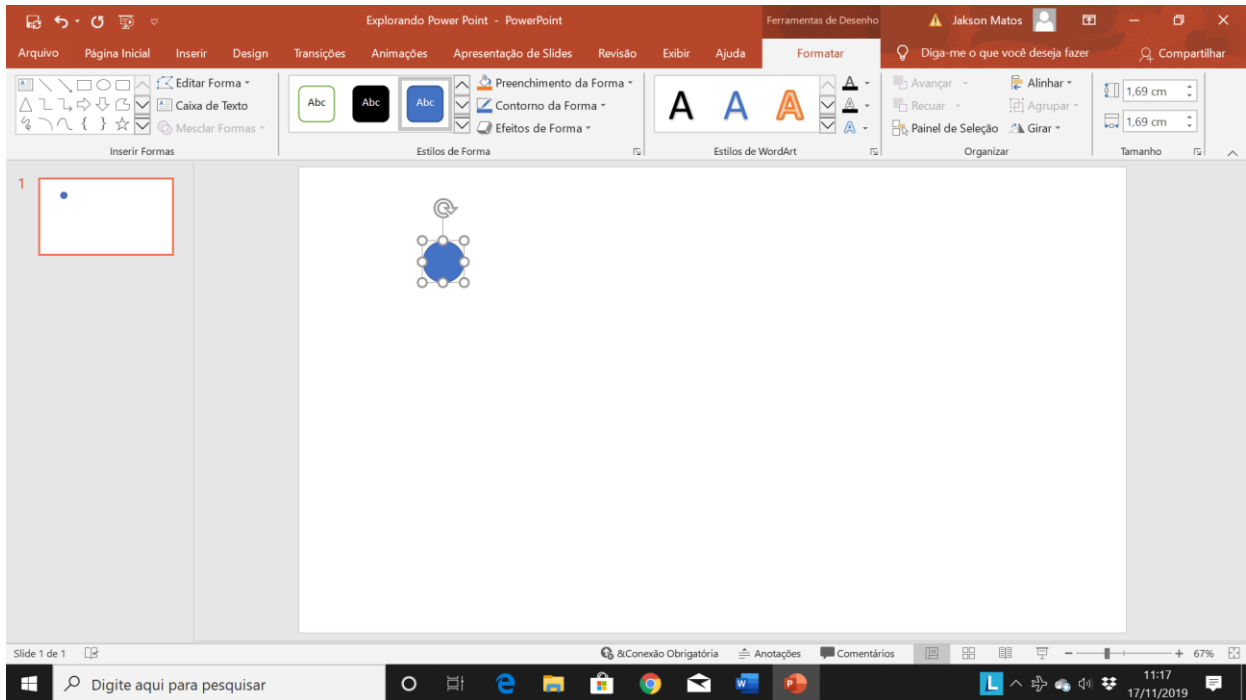 Explorando Power Point - PowerPoint
Ferramentas de Desenho
Jakson Matos
Arquivo Página Inicial Inserir Design Transições Animações Apresentação de Slides Revisão Exibir Ajuda Formatar Diga-me o que você deseja fazer Compartilhar
Editar Forma
Caixa de Texto
Mesclar Formas
Inserir Formas
Abc Abc Abc
Preenchimento da Forma
Contorno da Forma
Efeitos de Forma
Estilos de Forma
A A A
A
A
A
Estilos de WordArt
Avançar
Recuar
Painel de Seleção
Alinhar
Agrupar
Girar
Organizar
1,69 cm
1,69 cm
Tamanho
1
Slide 1 de 1 &Conexão Obrigatória Anotações Comentários 67%
Digite aqui para pesquisar
W
P
L
11:17
17/11/2019